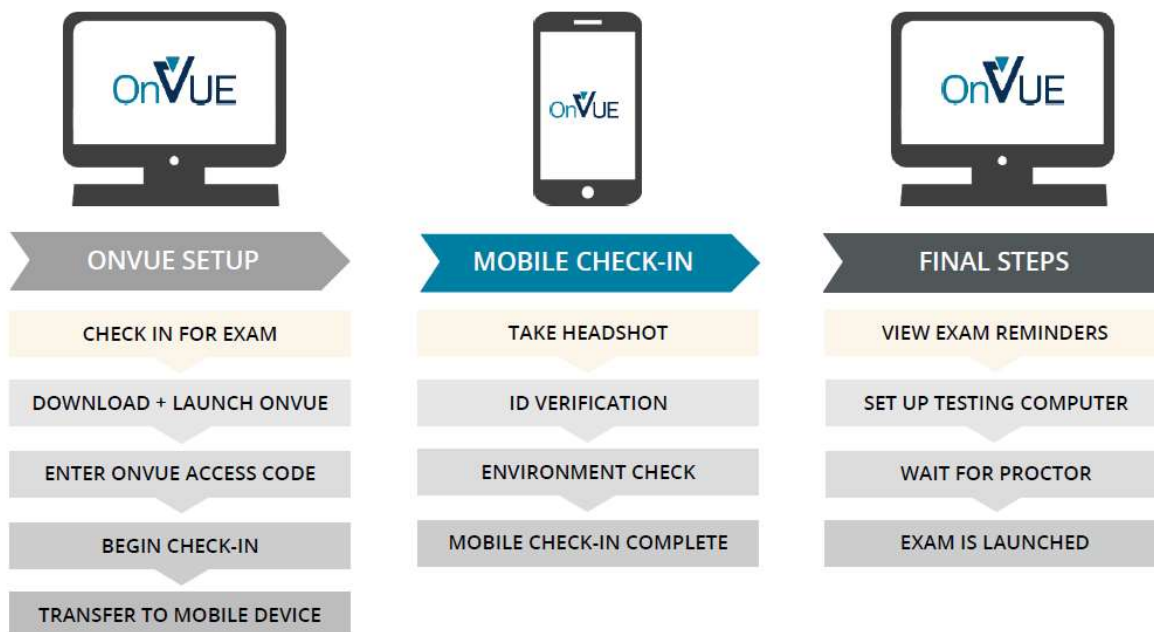 OnVUE
OnVUE
OnVUE
ONVUE SETUP
CHECK IN FOR EXAM
DOWNLOAD + LAUNCH ONVUE
ENTER ONVUE ACCESS CODE
BEGIN CHECK-IN
TRANSFER TO MOBILE DEVICE
MOBILE CHECK-IN
TAKE HEADSHOT
ID VERIFICATION
ENVIRONMENT CHECK
MOBILE CHECK-IN COMPLETE
FINAL STEPS
VIEW EXAM REMINDERS
SET UP TESTING COMPUTER
WAIT FOR PROCTOR
EXAM IS LAUNCHED